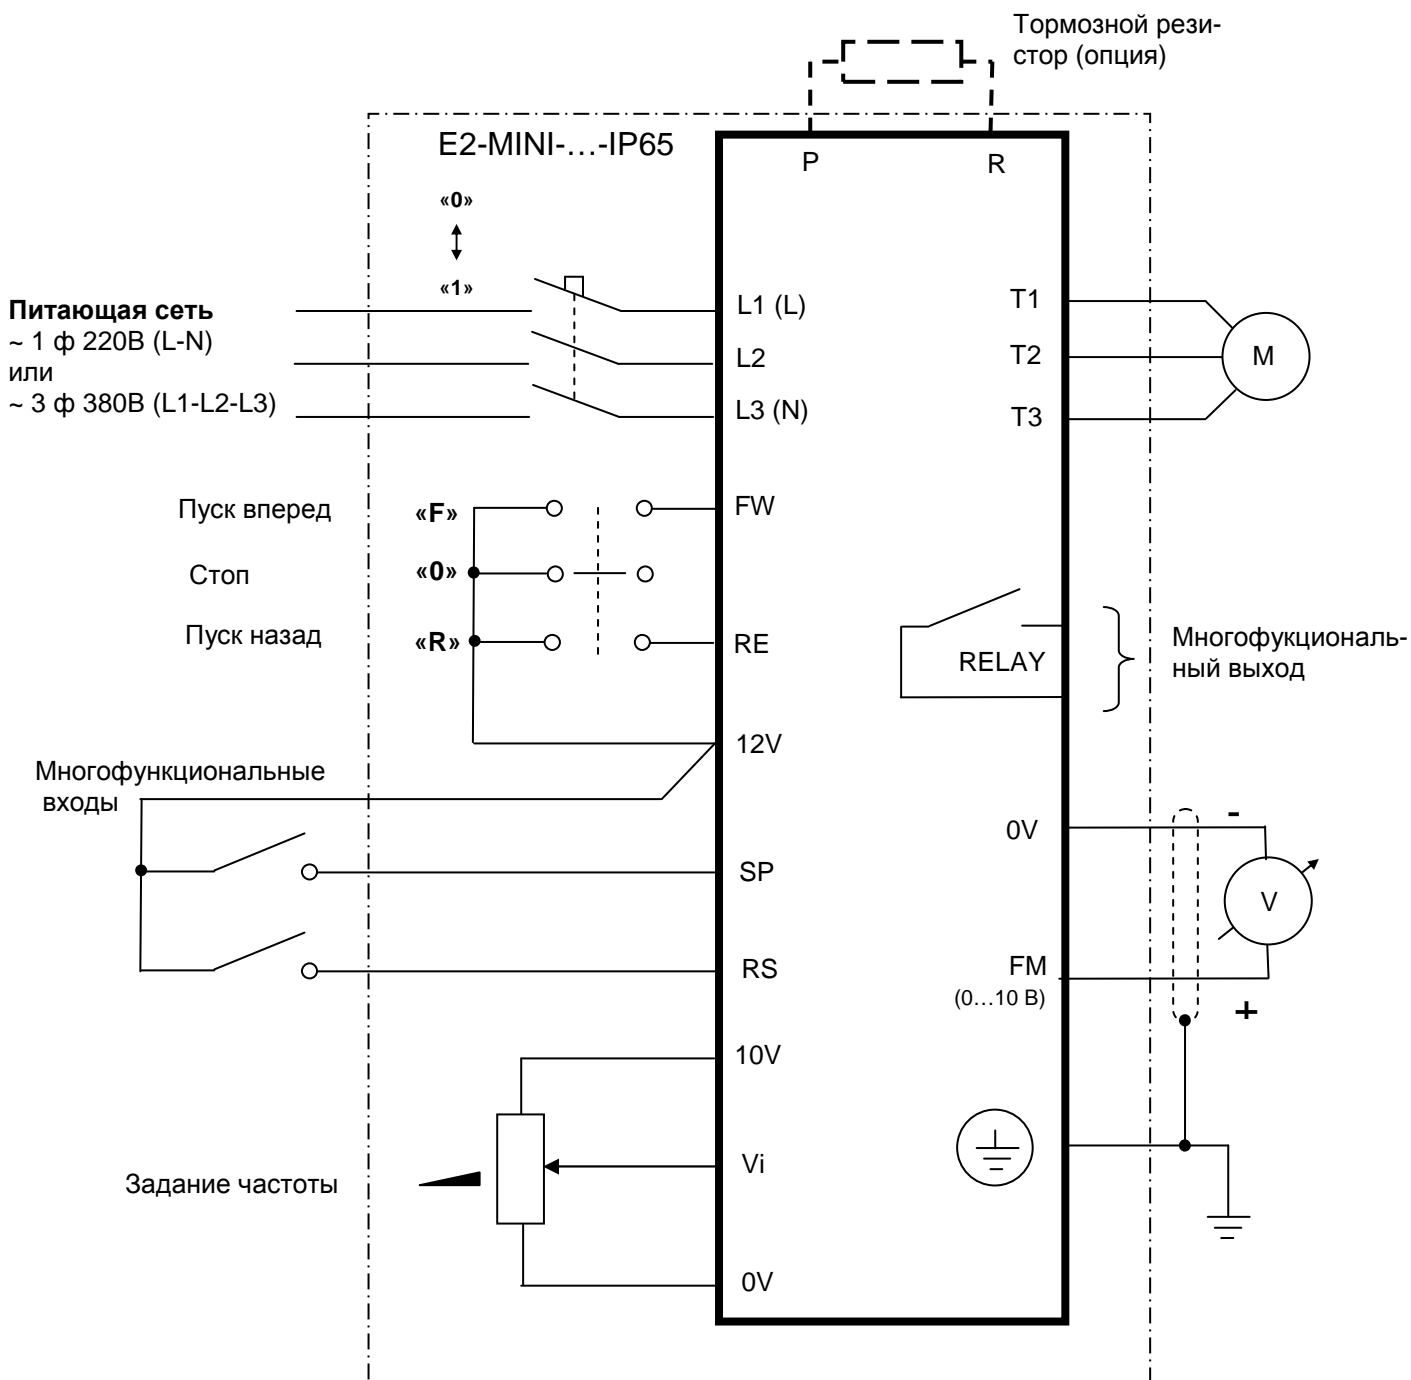 Тормозной рези-
стор (опция)
E2-MINI-…-IP65
P
R
«0»
«1»
Питающая сеть
~ 1 ф 220В (L-N)
или
~ 3 ф 380В (L1-L2-L3)
L1 (L)
L2
L3 (N)
T1
T2
T3
M
Пуск вперед
«F»
FW
Стоп
«0»
Пуск назад
«R»
RE
RELAY
Многофукциональ-
ный выход
12V
Многофункциональные
входы
0V
-
SP
V
RS
FM
(0…10 В)
+
10V
Задание частоты
Vi
0V